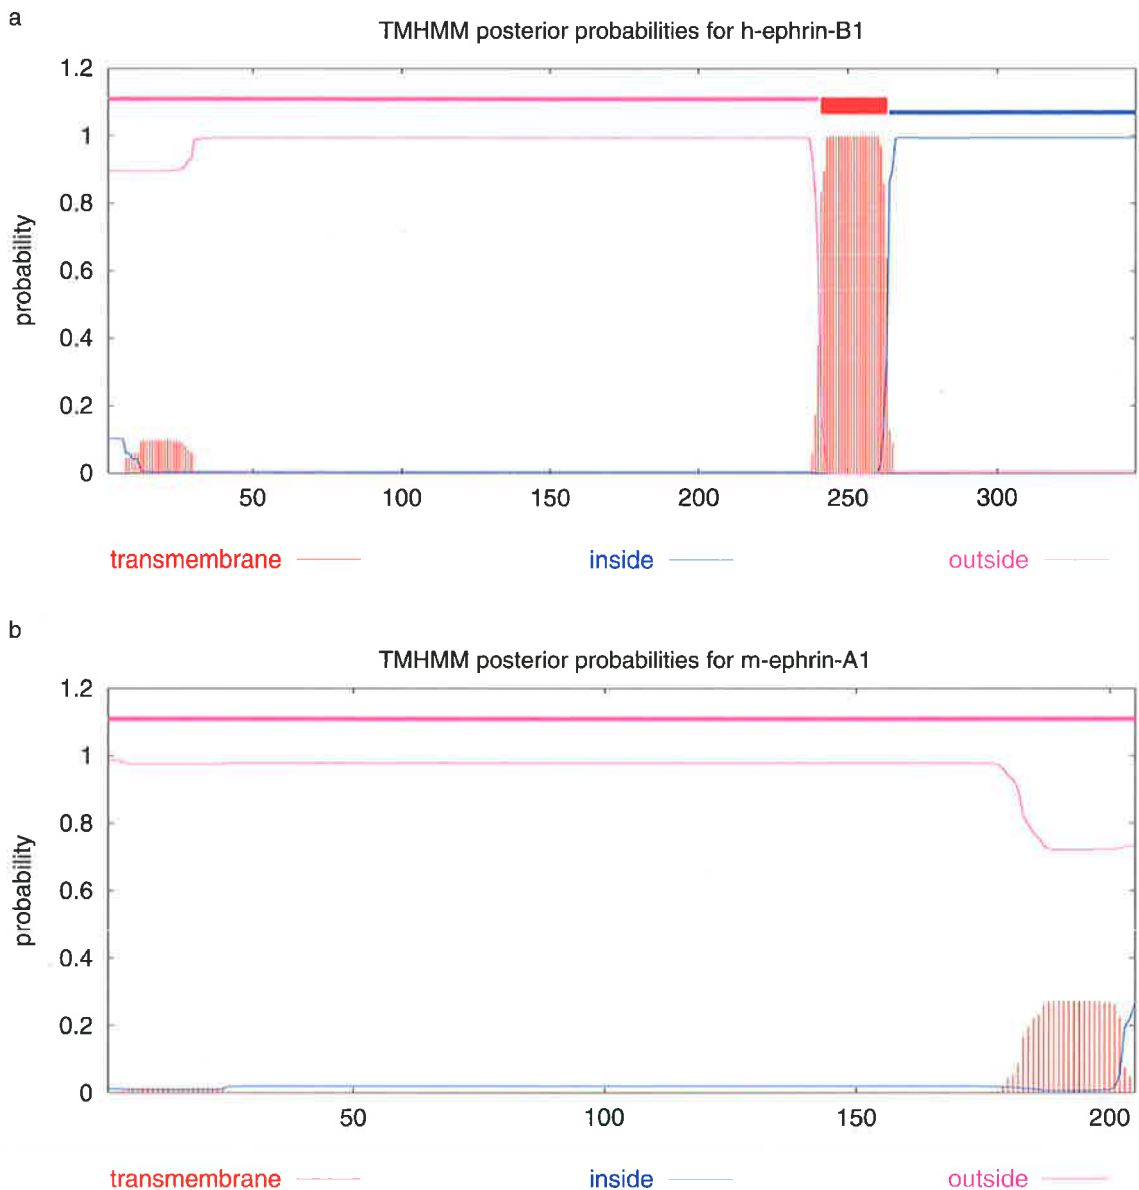 a
TMHMM posterior probabilities for h-ephrin-B1
1.2
1
0.8
0.6
0.4
0.2
0
probability
50 100 150 200 250 300
transmembrane inside outside
b
TMHMM posterior probabilities for m-ephrin-A1
1.2
1
0.8
0.6
0.4
0.2
0
probability
50 100 150 200
transmembrane inside outside